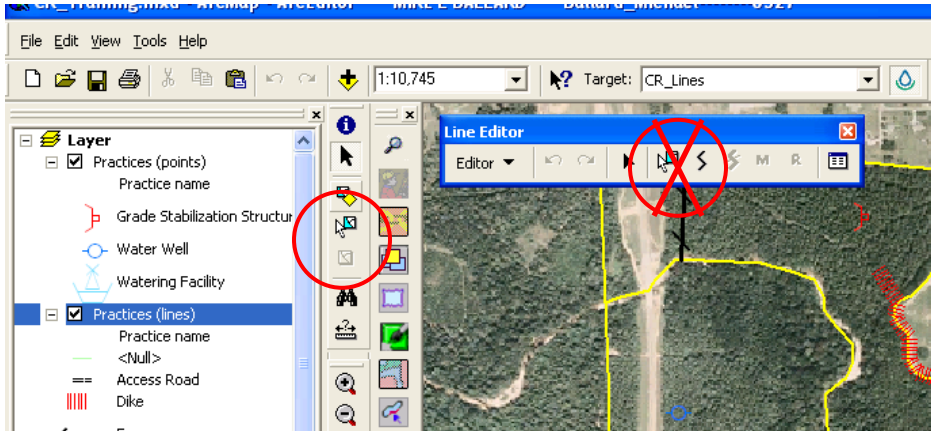 File Edit View Tools Help
1:10,745
Target: CR_Lines
Layer
Practices (points)
Practice name
Grade Stabilization Structur
Water Well
Watering Facility
Practices (lines)
Practice name
<Null>
Access Road
Dike
Line Editor
Editor
M R